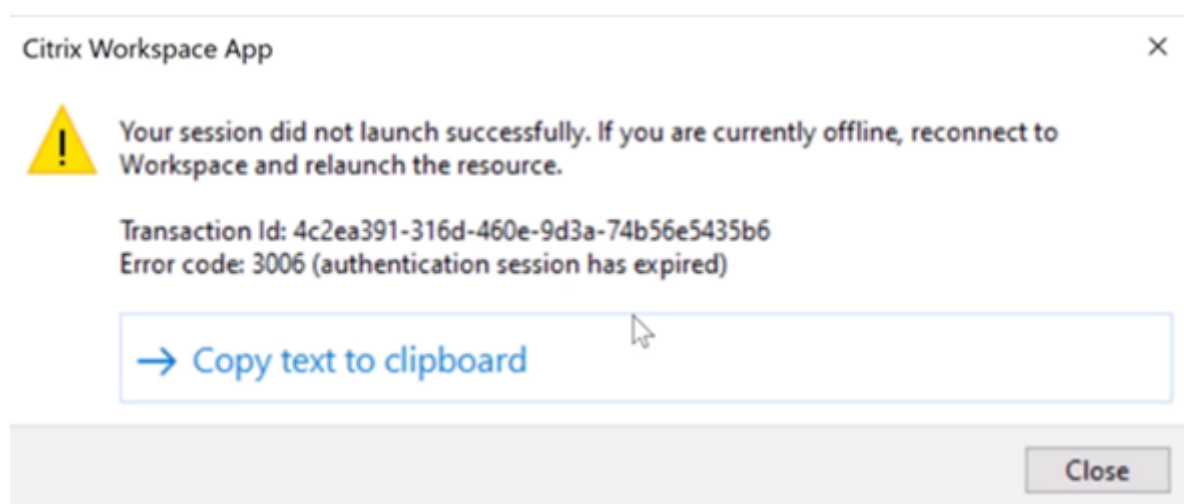 Citrix Workspace App
Your session did not launch successfully. If you are currently offline, reconnect to
Workspace and relaunch the resource.
Transaction Id: 4c2ea391-316d-460e-9d3a-74b56e5435b6
Error code: 3006 (authentication session has expired)
Copy text to clipboard
Close